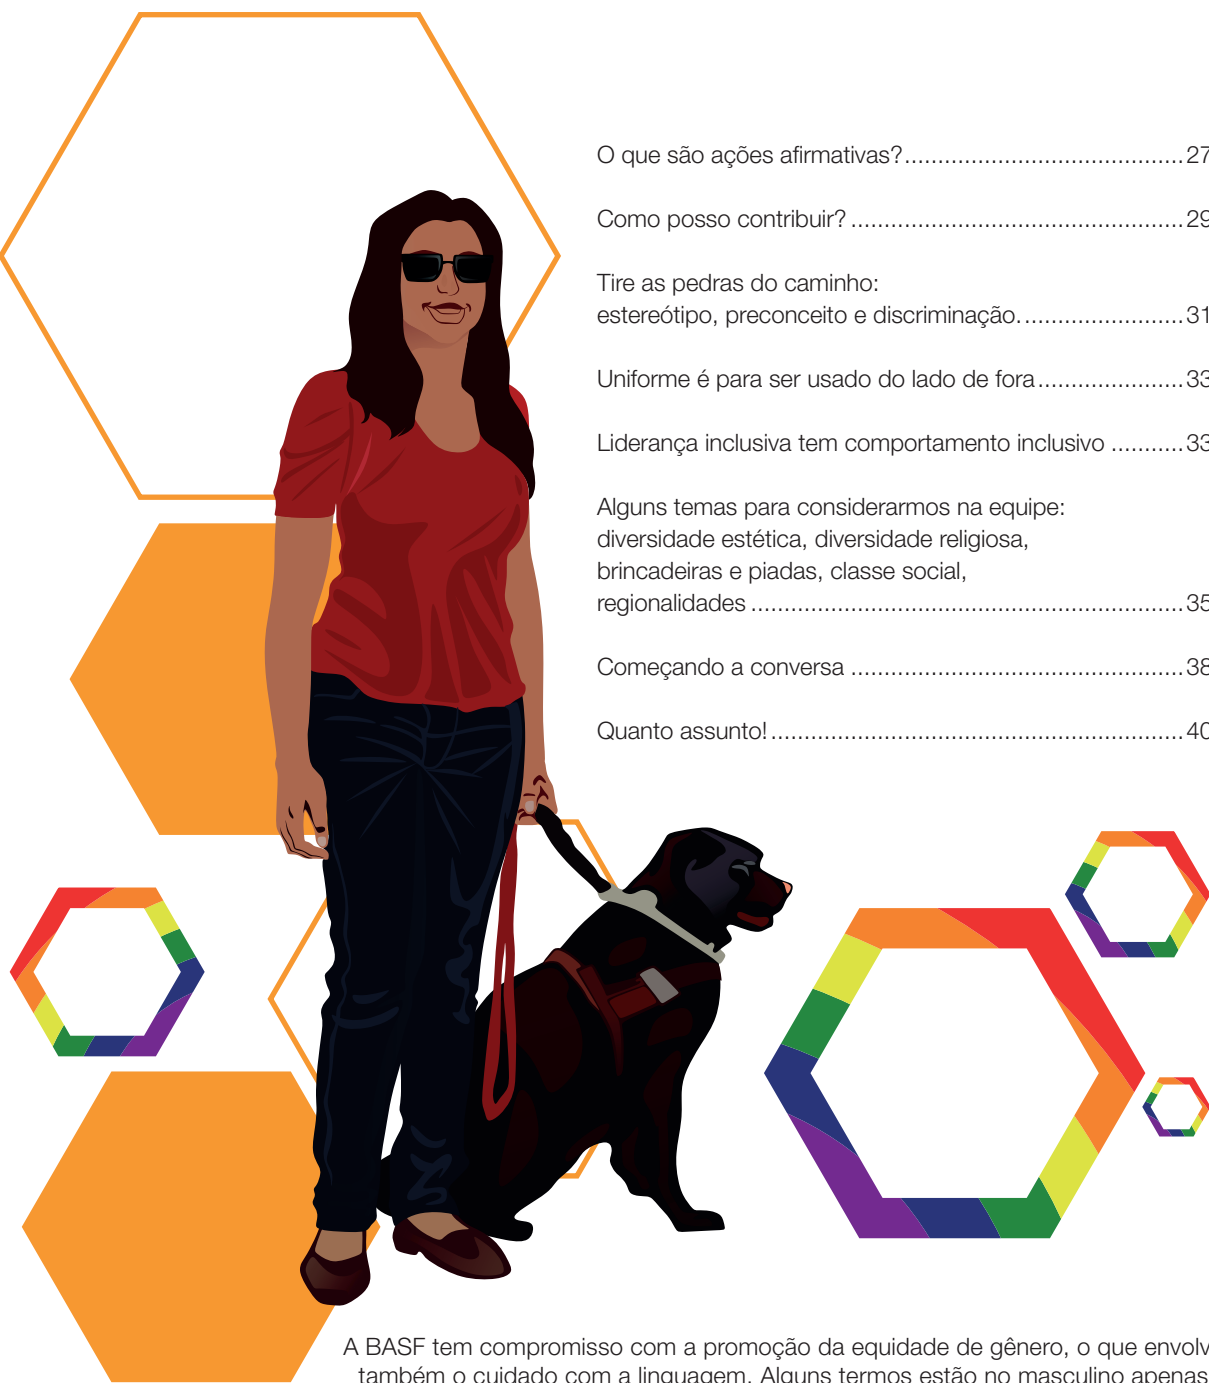 O que são ações afirmativas?..........................................27
Como posso contribuir? ..................................................29
Tire as pedras do caminho:
estereótipo, preconceito e discriminação. ........................31
Uniforme é para ser usado do lado de fora ......................33
Liderança inclusiva tem comportamento inclusivo ...........33
Alguns temas para considerarmos na equipe:
diversidade estética, diversidade religiosa,
brincadeiras e piadas, classe social,
regionalidades .................................................................35
Começando a conversa ..................................................38
Quanto assunto! ..............................................................40
A BASF tem compromisso com a promoção da equidade de gênero, o que envolv
também o cuidado com a linguagem. Alguns termos estão no masculino apenas